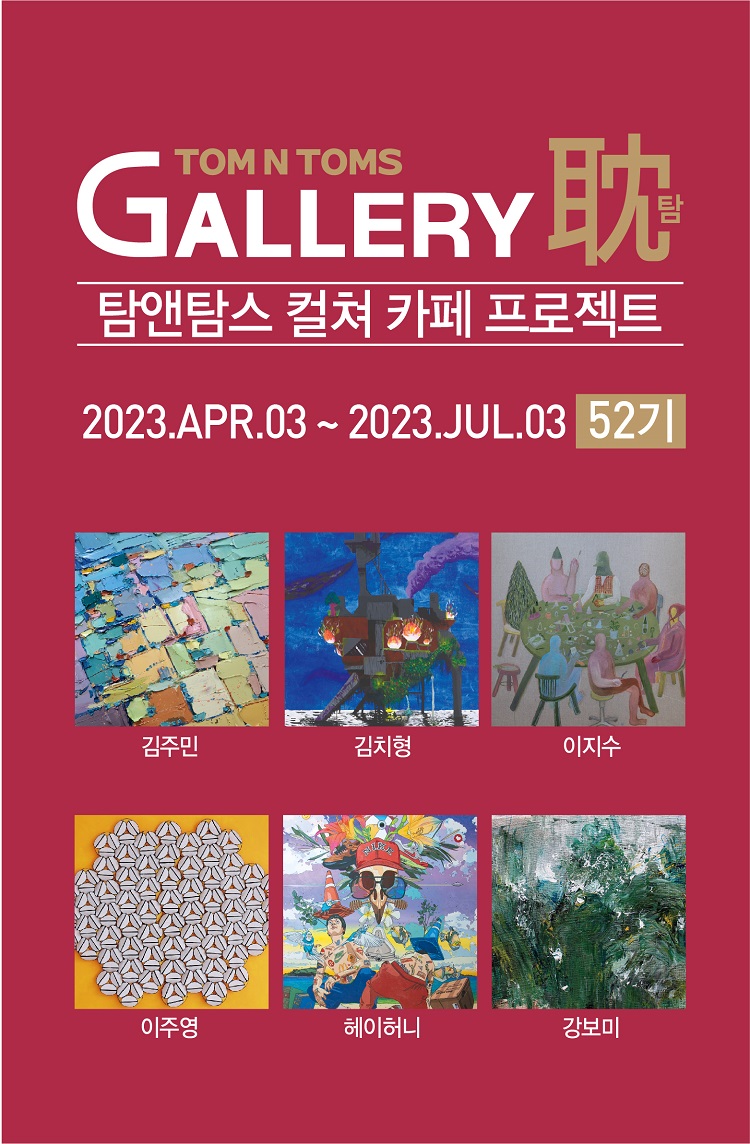 TOM N TOMS
GALLERY 耽 탐
탐앤탐스 컬쳐 카페 프로젝트
2023.APR.03 ~ 2023.JUL.03 52기
김주민 김치형 이지수
이주영 헤이허니 강보미